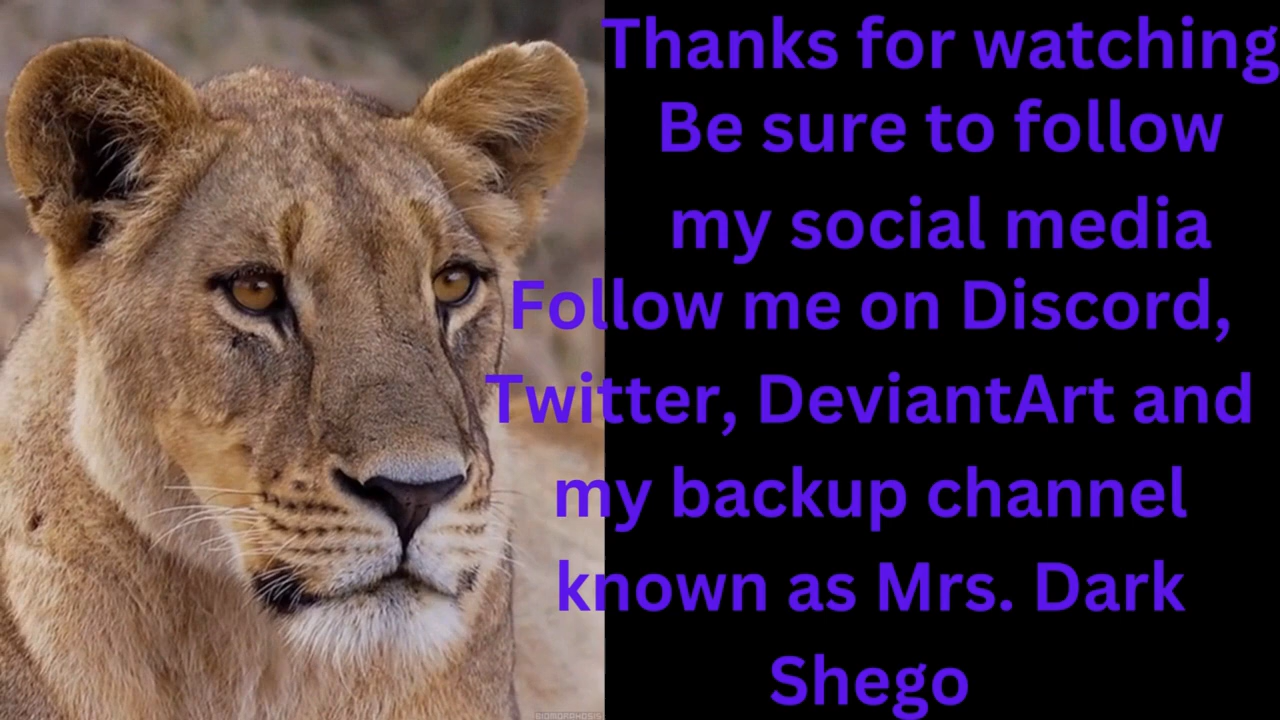 Thanks for watching
Be sure to follow
my social media
Follow me on Discord,
Twitter, DeviantArt and
my backup channel
known as Mrs. Dark
Shego
BIOMORPHOSIS